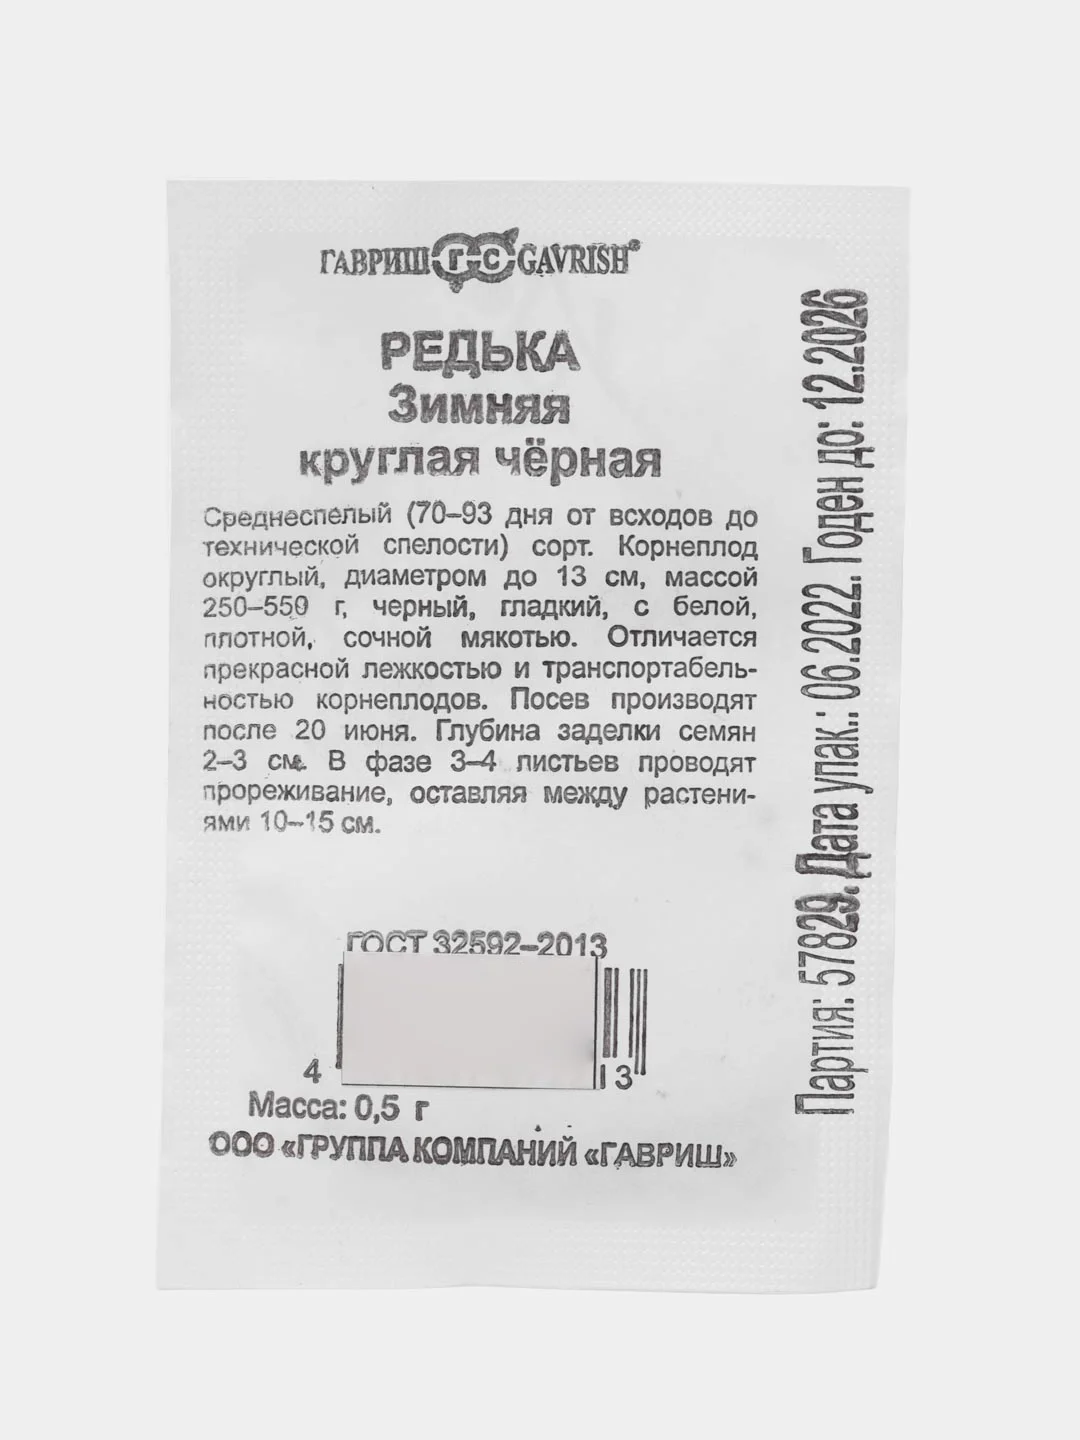 ГАВРИШ ГС GAVRISH®
РЕДЬКА
Зимняя
круглая чёрная
Среднеспелый (70–93 дня от всходов до
технической спелости) сорт. Корнеплод
округлый, диаметром до 13 см, массой
250–550 г, черный, гладкий, с белой,
плотной, сочной мякотью. Отличается
прекрасной лежкостью и транспортабель-
ностью корнеплодов. Посев производят
после 20 июня. Глубина заделки семян
2–3 см. В фазе 3–4 листьев проводят
прореживание, оставляя между растени-
ями 10–15 см.
ГОСТ 32592–2013
4 3
Масса: 0,5 г
ООО «ГРУППА КОМПАНИЙ «ГАВРИШ»
Партия: 57829. Дата упак.: 06.2022. Годен до: 12.2026